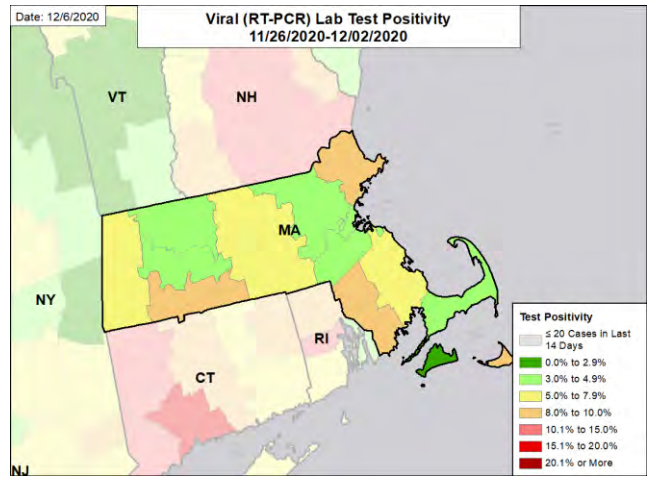 Date: 12/6/2020
Viral (RT-PCR) Lab Test Positivity
11/26/2020-12/02/2020
VT
NH
MA
NY
RI
CT
NJ
Test Positivity
≤ 20 Cases in Last
14 Days
0.0% to 2.9%
3.0% to 4.9%
5.0% to 7.9%
8.0% to 10.0%
10.1% to 15.0%
15.1% to 20.0%
20.1% or More